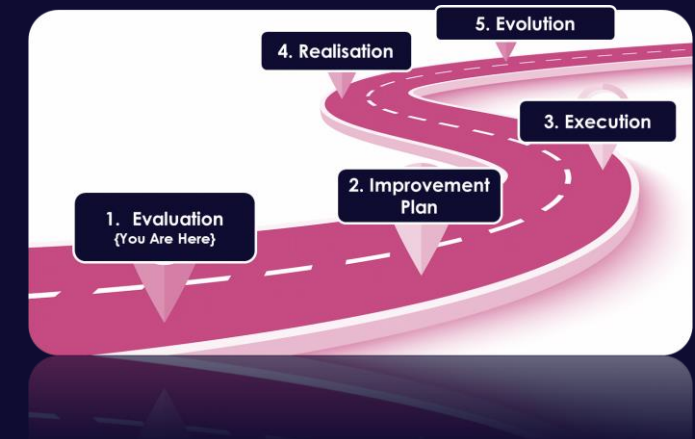 1. Evaluation
{You Are Here}
2. Improvement
Plan
3. Execution
4. Realisation
5. Evolution